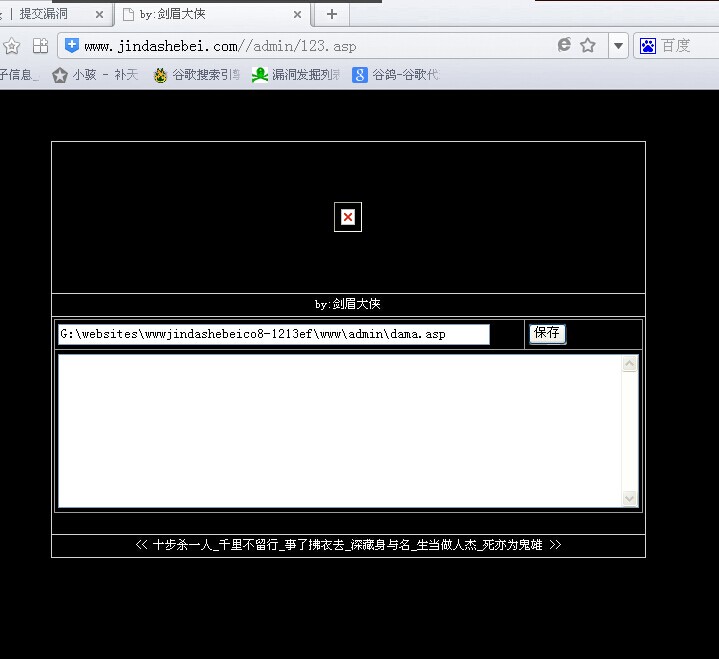 提交漏洞
by:剑眉大侠
www.jindashebei.com//admin/123.asp
百度
子信息_
小骇 - 补天
谷歌搜索引
漏洞发掘列
谷鸽-谷歌代
by:剑眉大侠
G:\websites\wwwjindashebeico8-1213ef\www\admin\dama.asp
保存
<< 十步杀一人_千里不留行_事了拂衣去_深藏身与名_生当做人杰_死亦为鬼雄 >>